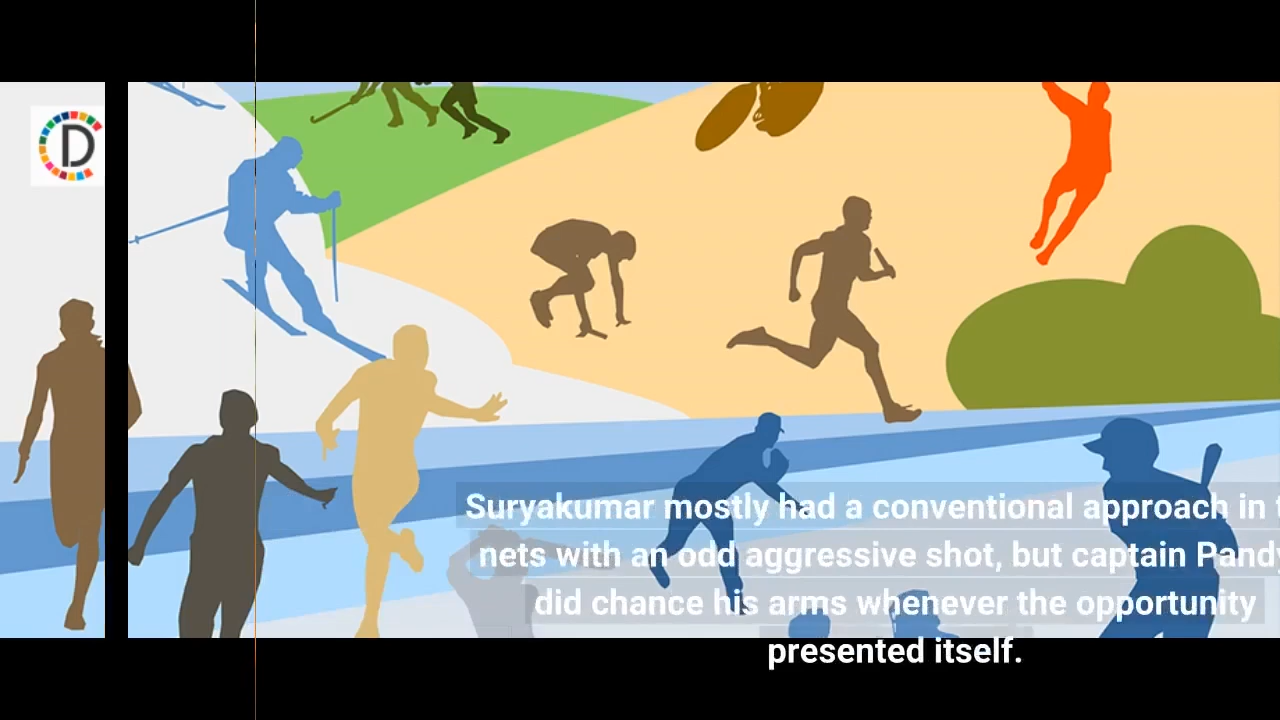 D
Suryakumar mostly had a conventional approach in
nets with an odd aggressive shot, but captain Pandy
did chance his arms whenever the opportunity
presented itself.